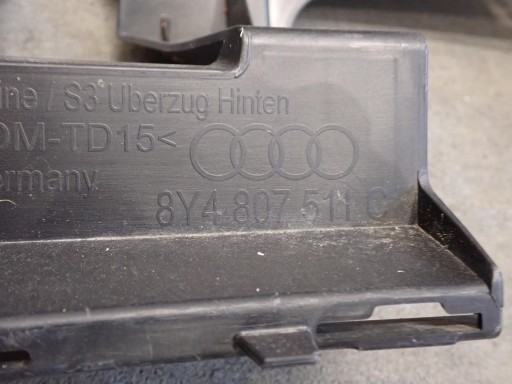 ine / S3 Überzug Hinten
DM-TD15<
ermany.
8Y4 807 511 C